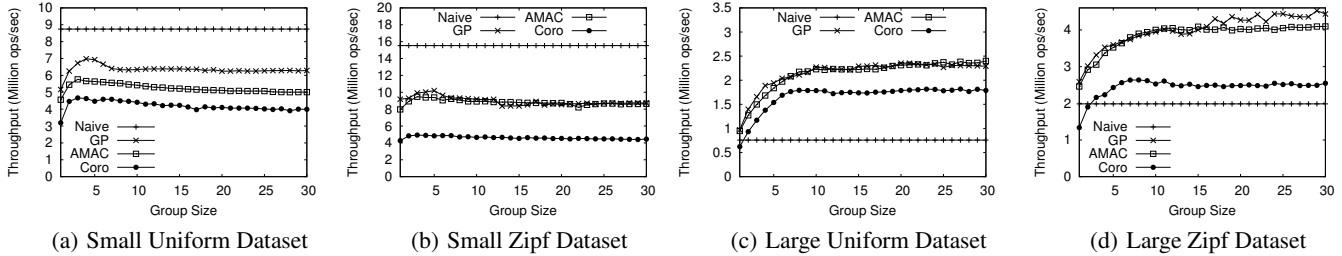 Throughput (Million ops/sec)
10
9
8
7
6
5
4
3
2
1
0
Naive
GP
AMAC
Coro
5 10 15 20 25 30
Group Size
(a) Small Uniform Dataset
Throughput (Million ops/sec)
20
18
16
14
12
10
8
6
4
2
0
Naive AMAC
GP Coro
5 10 15 20 25 30
Group Size
(b) Small Zipf Dataset
Throughput (Million ops/sec)
3.5
3
2.5
2
1.5
1
0.5
0
Naive AMAC
GP Coro
5 10 15 20 25 30
Group Size
(c) Large Uniform Dataset
Throughput (Million ops/sec)
4
3
2
1
0
Naive
GP
AMAC
Coro
5 10 15 20 25 30
Group Size
(d) Large Zipf Dataset